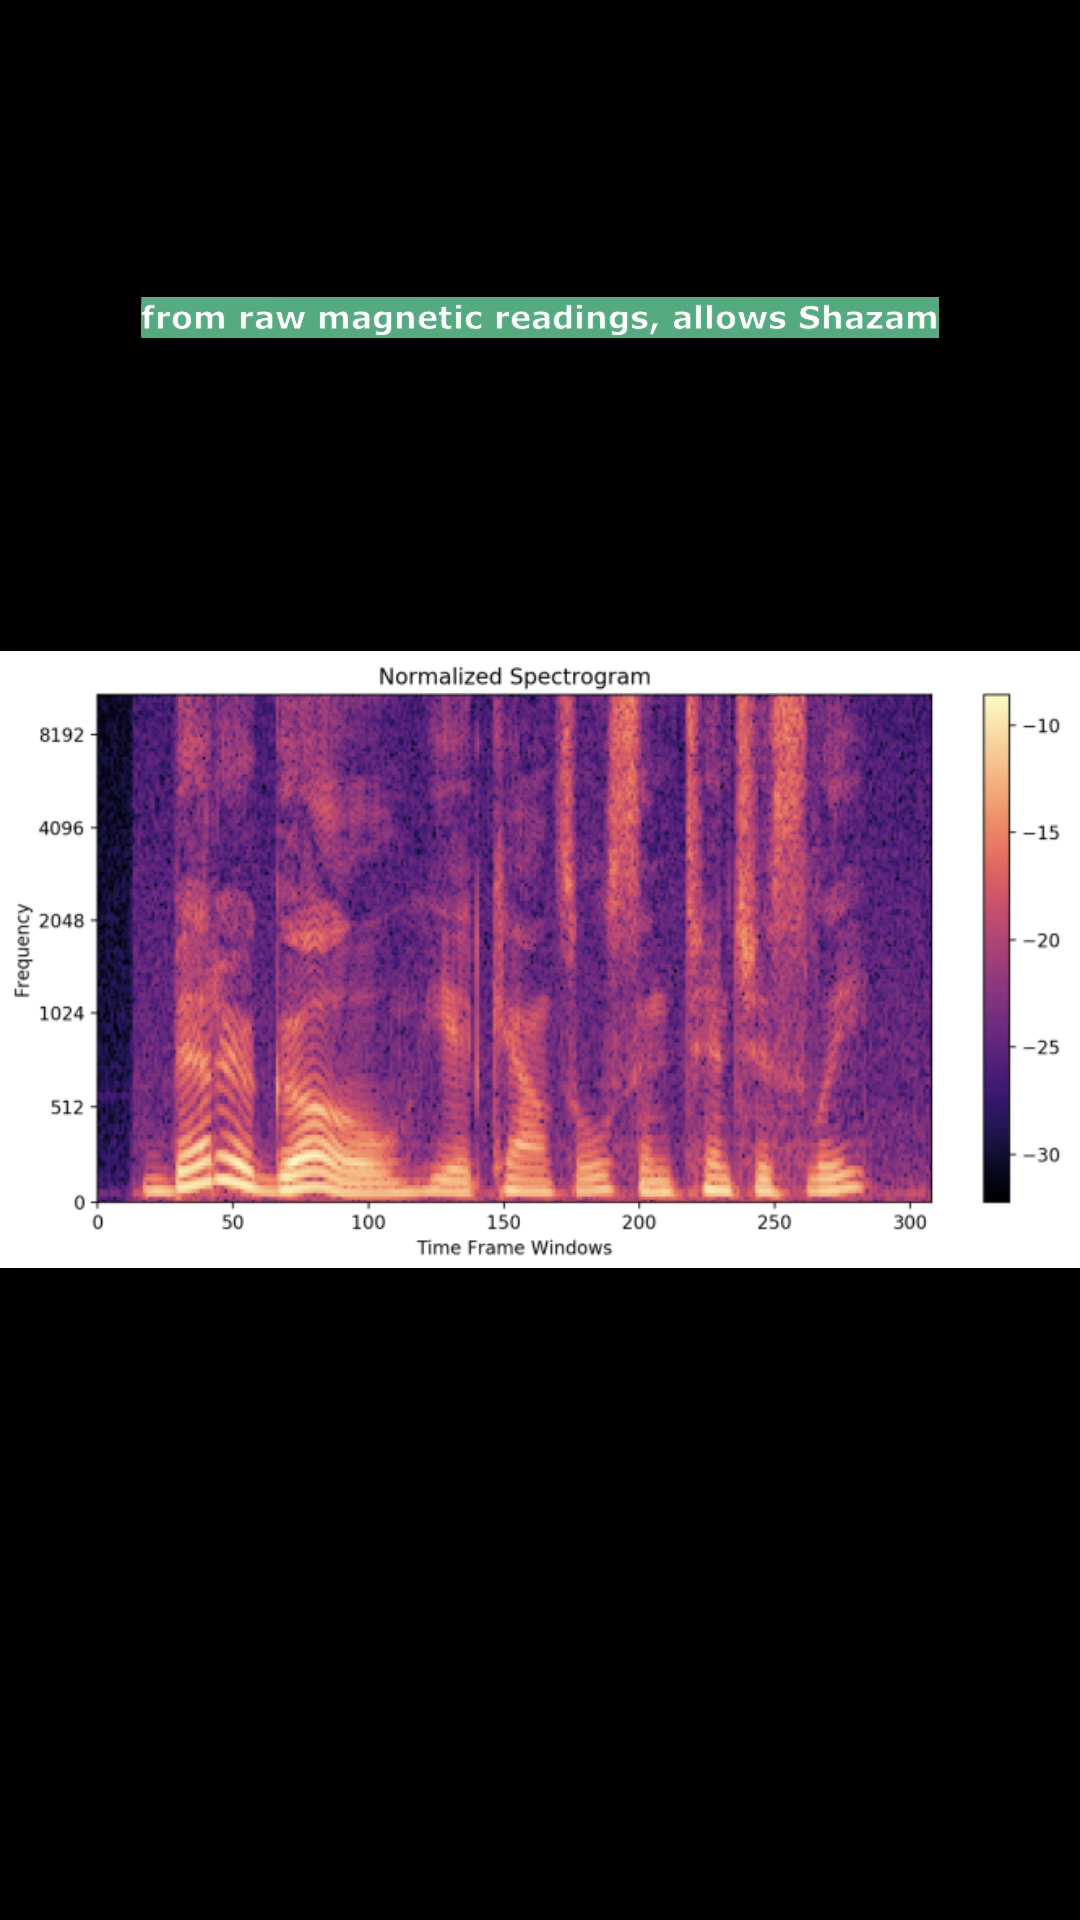 from raw magnetic readings, allows Shazam
Normalized Spectrogram
8192
4096
2048
1024
512
0
Frequency
0 50 100 150 200 250 300
Time Frame Windows
−10
−15
−20
−25
−30